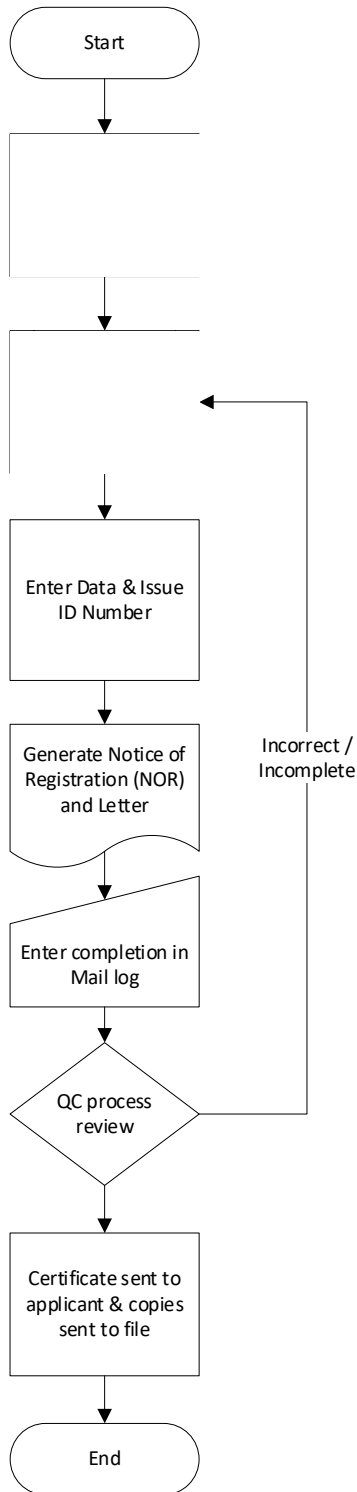 Start
Enter Data & Issue
ID Number
Generate Notice of
Registration (NOR)
and Letter
Incorrect /
Incomplete
Enter completion in
Mail log
QC process
review
Certificate sent to
applicant & copies
sent to file
End